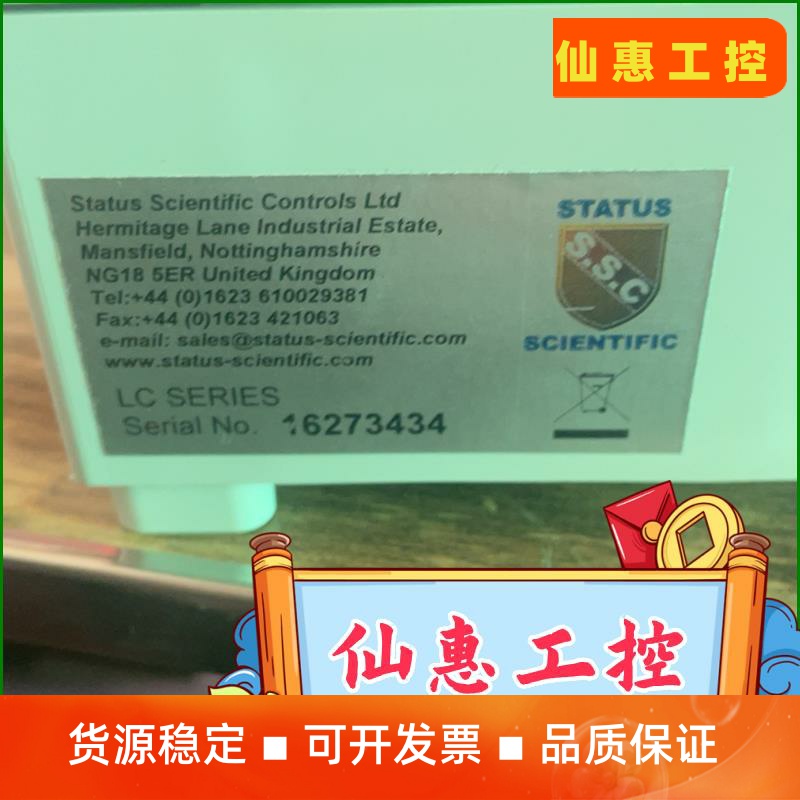 仙惠工控
Status Scientific Controls Ltd
Hermitage Lane Industrial Estate,
Mansfield, Nottinghamshire
NG18 5ER United Kingdom
Tel:+44 (0)1623 610029381
Fax:+44 (0)1623 421063
e-mail: sales@status-scientific.com
www.status-scientific.com
STATUS
S.S.C
SCIENTIFIC
LC SERIES
Serial No. 16273434
仙惠工控
货源稳定 ■ 可开发票 ■ 品质保证